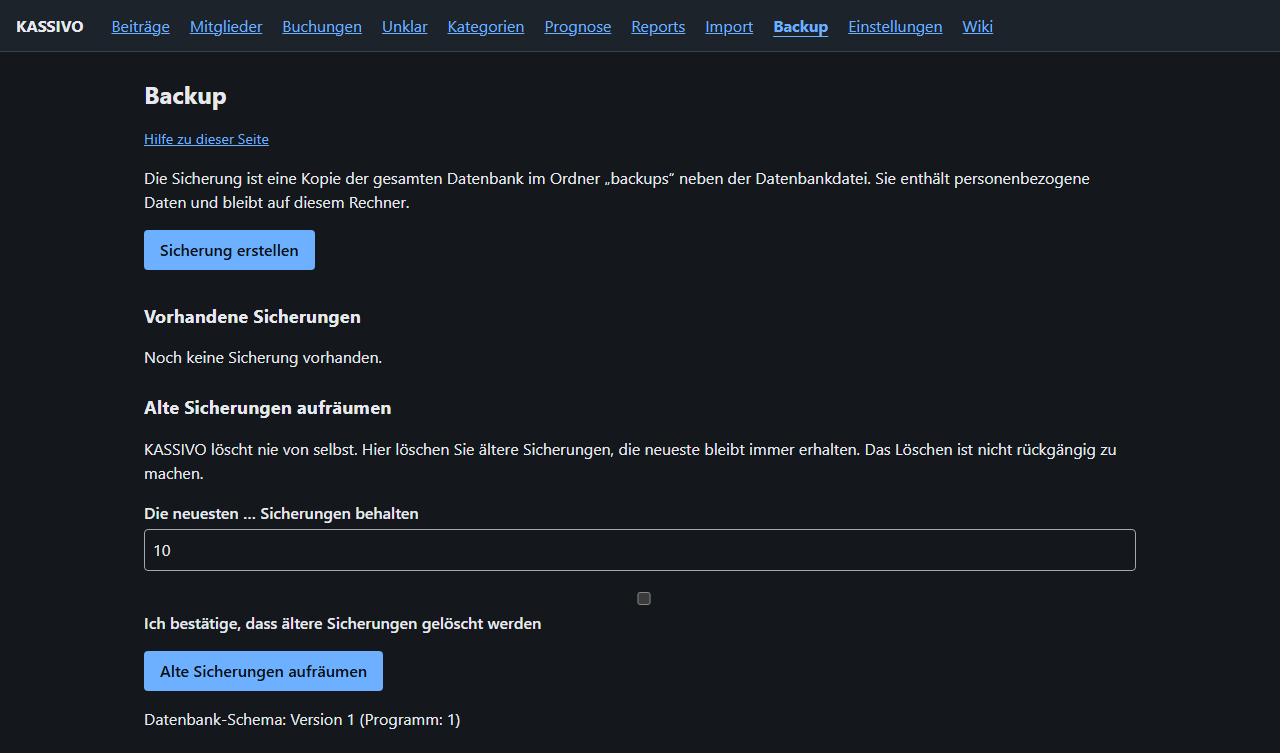 KASSIVO Beiträge Mitglieder Buchungen Unklar Kategorien Prognose Reports Import Backup Einstellungen Wiki
Backup
Hilfe zu dieser Seite
Die Sicherung ist eine Kopie der gesamten Datenbank im Ordner „backups“ neben der Datenbankdatei. Sie enthält personenbezogene
Daten und bleibt auf diesem Rechner.
Sicherung erstellen
Vorhandene Sicherungen
Noch keine Sicherung vorhanden.
Alte Sicherungen aufräumen
KASSIVO löscht nie von selbst. Hier löschen Sie ältere Sicherungen, die neueste bleibt immer erhalten. Das Löschen ist nicht rückgängig zu
machen.
Die neuesten … Sicherungen behalten
10
Ich bestätige, dass ältere Sicherungen gelöscht werden
Alte Sicherungen aufräumen
Datenbank-Schema: Version 1 (Programm: 1)